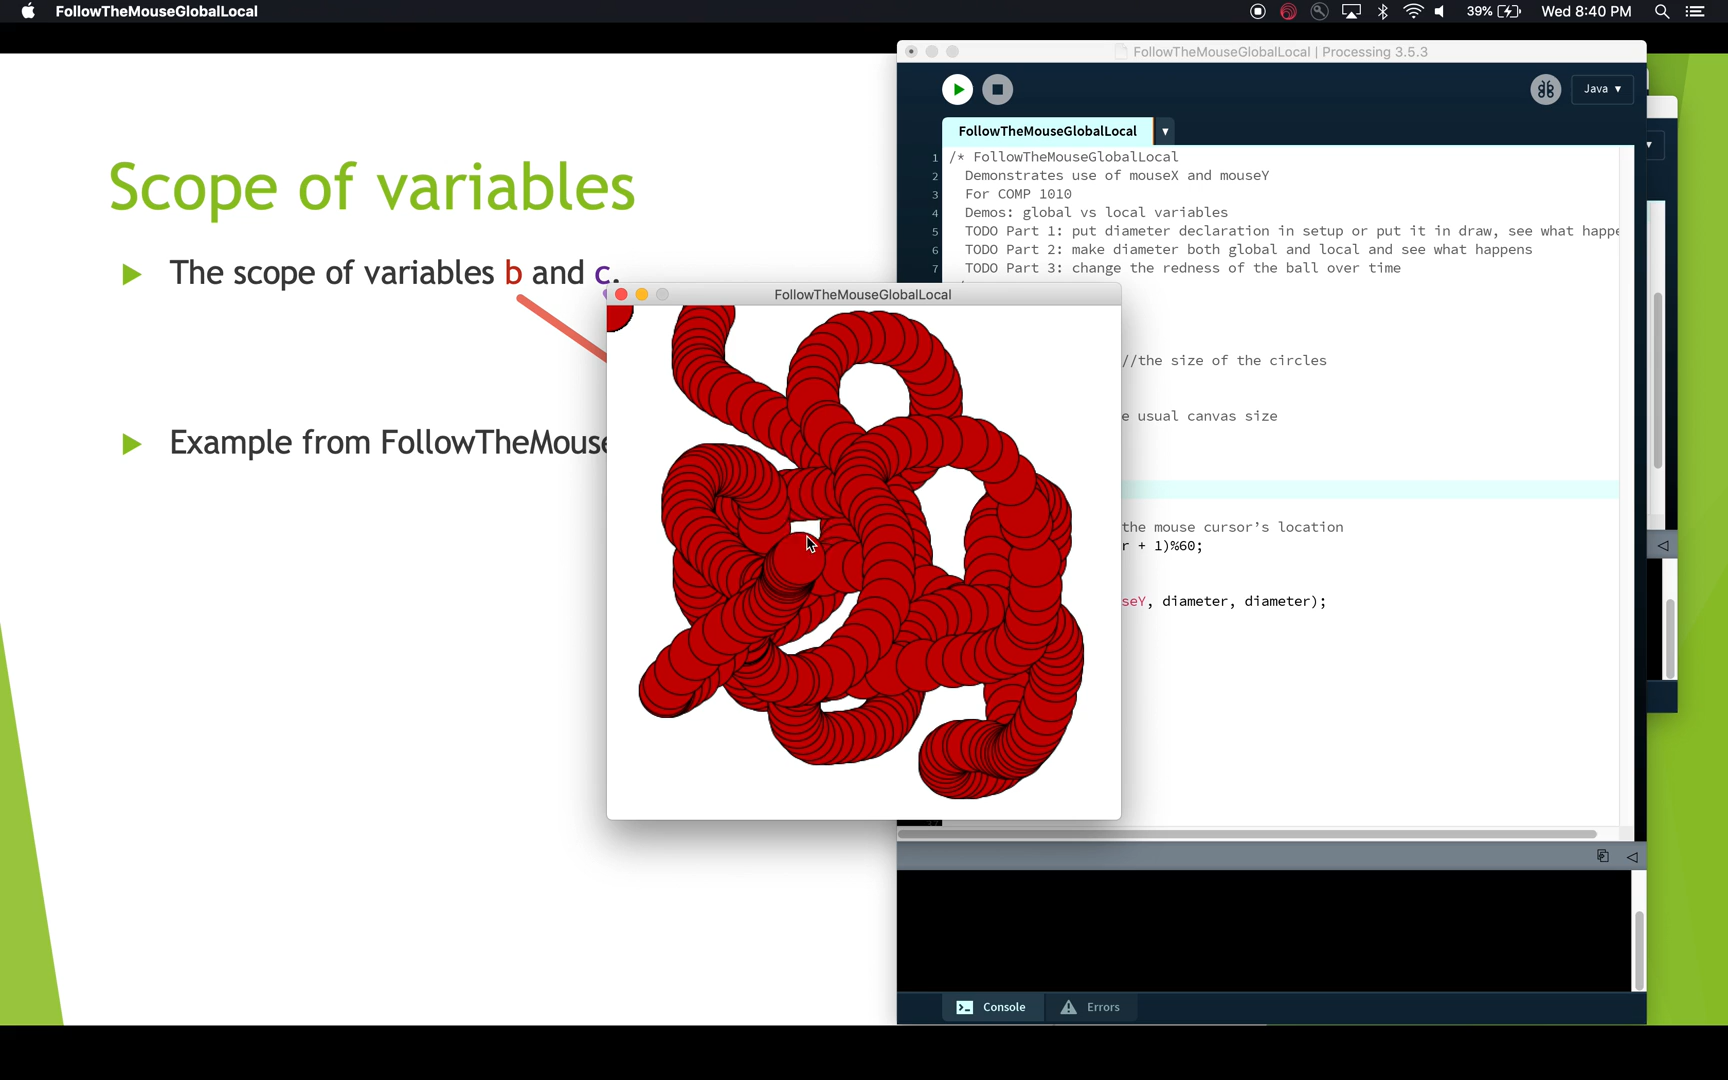 FollowTheMouseGlobalLocal
39%
Wed 8:40 PM
Scope of variables
The scope of variables b and c.
Example from FollowTheMouse
FollowTheMouseGlobalLocal | Processing 3.5.3
Java
FollowTheMouseGlobalLocal
1 /* FollowTheMouseGlobalLocal
2 Demonstrates use of mouseX and mouseY
3 For COMP 1010
4 Demos: global vs local variables
5 TODO Part 1: put diameter declaration in setup or put it in draw, see what happe
6 TODO Part 2: make diameter both global and local and see what happens
7 TODO Part 3: change the redness of the ball over time
FollowTheMouseGlobalLocal
//the size of the circles
e usual canvas size
the mouse cursor's location
r + 1)%60;
seY, diameter, diameter);
Console
Errors